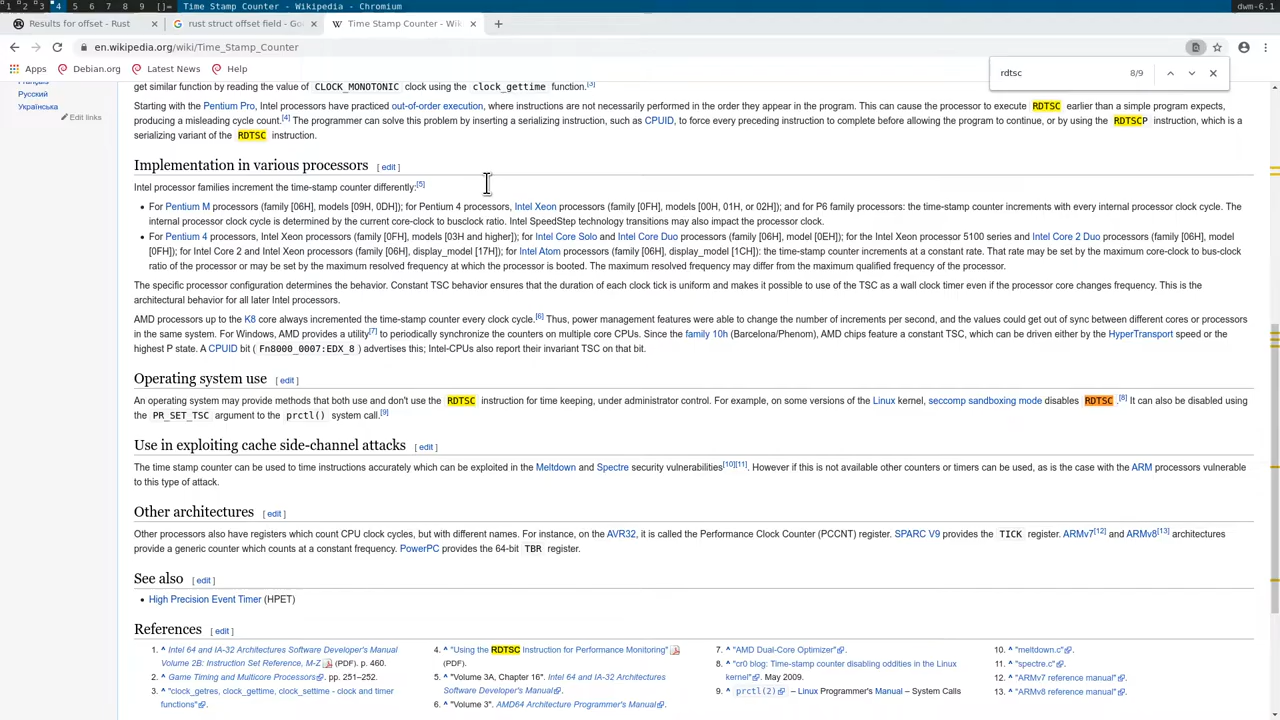 1 2 3 4 5 6 7 8 9 []= Time Stamp Counter - Wikipedia - Chromium dwm-6.1
Results for offset - Rust × rust struct offset field - Go × Time Stamp Counter - Wik × +
en.wikipedia.org/wiki/Time_Stamp_Counter
Apps Debian.org Latest News Help
rdtsc 8/9
Français
Русский
Українська
Edit links
get similar function by reading the value of CLOCK_MONOTONIC clock using the clock_gettime function.[3]
Starting with the Pentium Pro, Intel processors have practiced out-of-order execution, where instructions are not necessarily performed in the order they appear in the program. This can cause the processor to execute RDTSC earlier than a simple program expects,
producing a misleading cycle count.[4] The programmer can solve this problem by inserting a serializing instruction, such as CPUID, to force every preceding instruction to complete before allowing the program to continue, or by using the RDTSCP instruction, which is a
serializing variant of the RDTSC instruction.
Implementation in various processors [ edit ]
Intel processor families increment the time-stamp counter differently:[5]
• For Pentium M processors (family [06H], models [09H, 0DH]); for Pentium 4 processors, Intel Xeon processors (family [0FH], models [00H, 01H, or 02H]); and for P6 family processors: the time-stamp counter increments with every internal processor clock cycle. The
internal processor clock cycle is determined by the current core-clock to busclock ratio. Intel SpeedStep technology transitions may also impact the processor clock.
• For Pentium 4 processors, Intel Xeon processors (family [0FH], models [03H and higher]); for Intel Core Solo and Intel Core Duo processors (family [06H], model [0EH]); for the Intel Xeon processor 5100 series and Intel Core 2 Duo processors (family [06H], model
[0FH]); for Intel Core 2 and Intel Xeon processors (family [06H], display_model [17H]); for Intel Atom processors (family [06H], display_model [1CH]): the time-stamp counter increments at a constant rate. That rate may be set by the maximum core-clock to bus-clock
ratio of the processor or may be set by the maximum resolved frequency at which the processor is booted. The maximum resolved frequency may differ from the maximum qualified frequency of the processor.
The specific processor configuration determines the behavior. Constant TSC behavior ensures that the duration of each clock tick is uniform and makes it possible to use of the TSC as a wall clock timer even if the processor core changes frequency. This is the
architectural behavior for all later Intel processors.
AMD processors up to the K8 core always incremented the time-stamp counter every clock cycle.[6] Thus, power management features were able to change the number of increments per second, and the values could get out of sync between different cores or processors
in the same system. For Windows, AMD provides a utility[7] to periodically synchronize the counters on multiple core CPUs. Since the family 10h (Barcelona/Phenom), AMD chips feature a constant TSC, which can be driven either by the HyperTransport speed or the
highest P state. A CPUID bit ( Fn8000_0007:EDX_8 ) advertises this; Intel-CPUs also report their invariant TSC on that bit.
Operating system use [ edit ]
An operating system may provide methods that both use and don't use the RDTSC instruction for time keeping, under administrator control. For example, on some versions of the Linux kernel, seccomp sandboxing mode disables RDTSC .[8] It can also be disabled using
the PR_SET_TSC argument to the prctl() system call.[9]
Use in exploiting cache side-channel attacks [ edit ]
The time stamp counter can be used to time instructions accurately which can be exploited in the Meltdown and Spectre security vulnerabilities[10][11]. However if this is not available other counters or timers can be used, as is the case with the ARM processors vulnerable
to this type of attack.
Other architectures [ edit ]
Other processors also have registers which count CPU clock cycles, but with different names. For instance, on the AVR32, it is called the Performance Clock Counter (PCCNT) register. SPARC V9 provides the TICK register. ARMv7[12] and ARMv8[13] architectures
provide a generic counter which counts at a constant frequency. PowerPC provides the 64-bit TBR register.
See also [ edit ]
• High Precision Event Timer (HPET)
References [ edit ]
1. ^ Intel 64 and IA-32 Architectures Software Developer's Manual
Volume 2B: Instruction Set Reference, M-Z (PDF). p. 460.
2. ^ Game Timing and Multicore Processors. pp. 251–252.
3. ^ "clock_getres, clock_gettime, clock_settime - clock and timer
functions".
4. ^ "Using the RDTSC Instruction for Performance Monitoring"
(PDF).
5. ^ "Volume 3A, Chapter 16". Intel 64 and IA-32 Architectures
Software Developer's Manual.
6. ^ "Volume 3". AMD64 Architecture Programmer's Manual.
7. ^ "AMD Dual-Core Optimizer".
8. ^ "cr0 blog: Time-stamp counter disabling oddities in the Linux
kernel". May 2009.
9. ^ prctl(2) – Linux Programmer's Manual – System Calls
10. ^ "meltdown.c".
11. ^ "spectre.c".
12. ^ "ARMv7 reference manual".
13. ^ "ARMv8 reference manual".